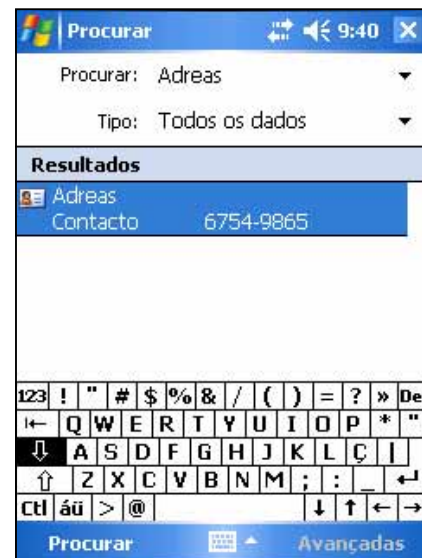 Procurar 9:40
Procurar: Adreas
Tipo: Todos os dados
Resultados
Adreas
Contacto 6754-9865
123 ! " # $ % & / ( ) = ? » De
Q W E R T Y U I O P * "
A S D F G H J K L Ç |
Z X C V B N M ; : _
Ctl áü > @
Procurar Avançadas